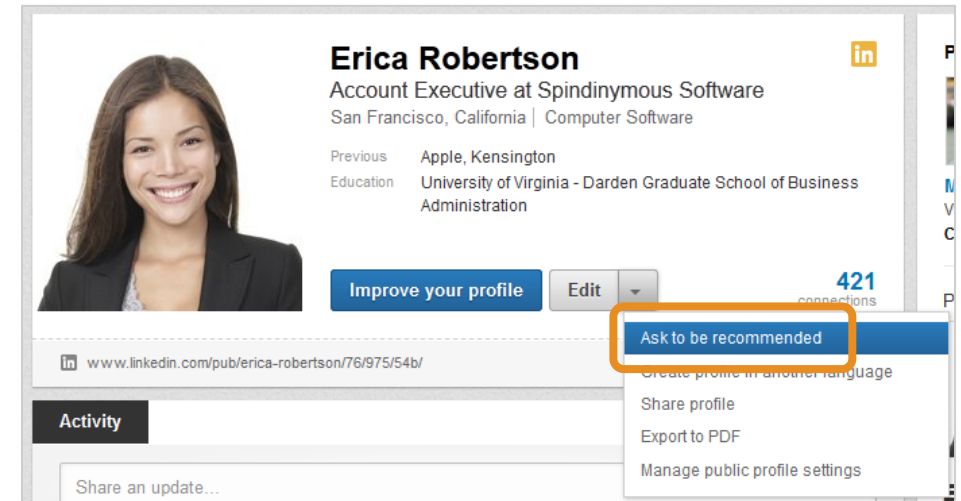 Erica Robertson
in
Account Executive at Spindinymous Software
San Francisco, California | Computer Software
Previous Apple, Kensington
Education University of Virginia - Darden Graduate School of Business
Administration
Improve your profile Edit
421
connections
Ask to be recommended
in www.linkedin.com/pub/erica-robertson/76/975/54b/
Create profile in another language
Share profile
Export to PDF
Manage public profile settings
Activity
Share an update...